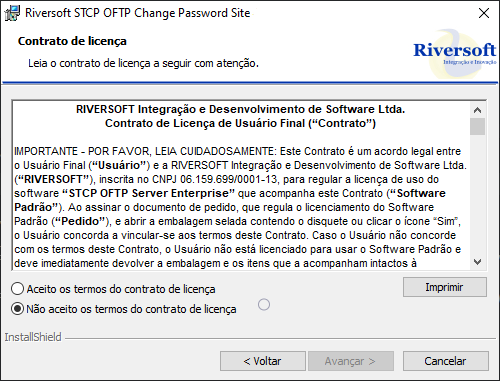 Riversoft STCP OFTP Change Password Site
Contrato de licença
Leia o contrato de licença a seguir com atenção.
Riversoft
Integração e Inovação
RIVERSOFT Integração e Desenvolvimento de Software Ltda.
Contrato de Licença de Usuário Final (“Contrato”)
IMPORTANTE - POR FAVOR, LEIA CUIDADOSAMENTE: Este Contrato é um acordo legal entre
o Usuário Final (“Usuário”) e a RIVERSOFT Integração e Desenvolvimento de Software Ltda.
(“RIVERSOFT”), inscrita no CNPJ 06.159.699/0001-13, para regular a licença de uso do
software “STCP OFTP Server Enterprise” que acompanha este Contrato (“Software
Padrão”). Ao assinar o documento de pedido, que regula o licenciamento do Software
Padrão (“Pedido”), e abrir a embalagem selada contendo o disquete ou clicar o ícone “Sim”,
o Usuário concorda a vincular-se aos termos deste Contrato. Caso o Usuário não concorde
com os termos deste Contrato, o Usuário não está licenciado para usar o Software Padrão e
deve imediatamente devolver a embalagem e os itens que a acompanham intactos à
Aceito os termos do contrato de licença
Imprimir
Não aceito os termos do contrato de licença
InstallShield
< Voltar
Avançar >
Cancelar